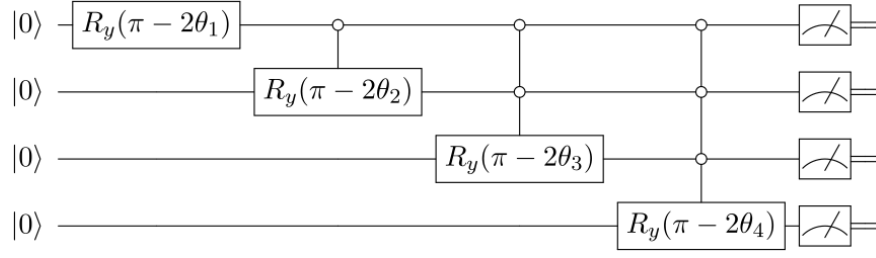 |0⟩ R_y(π − 2θ_1)
|0⟩ R_y(π − 2θ_2)
|0⟩ R_y(π − 2θ_3)
|0⟩ R_y(π − 2θ_4)